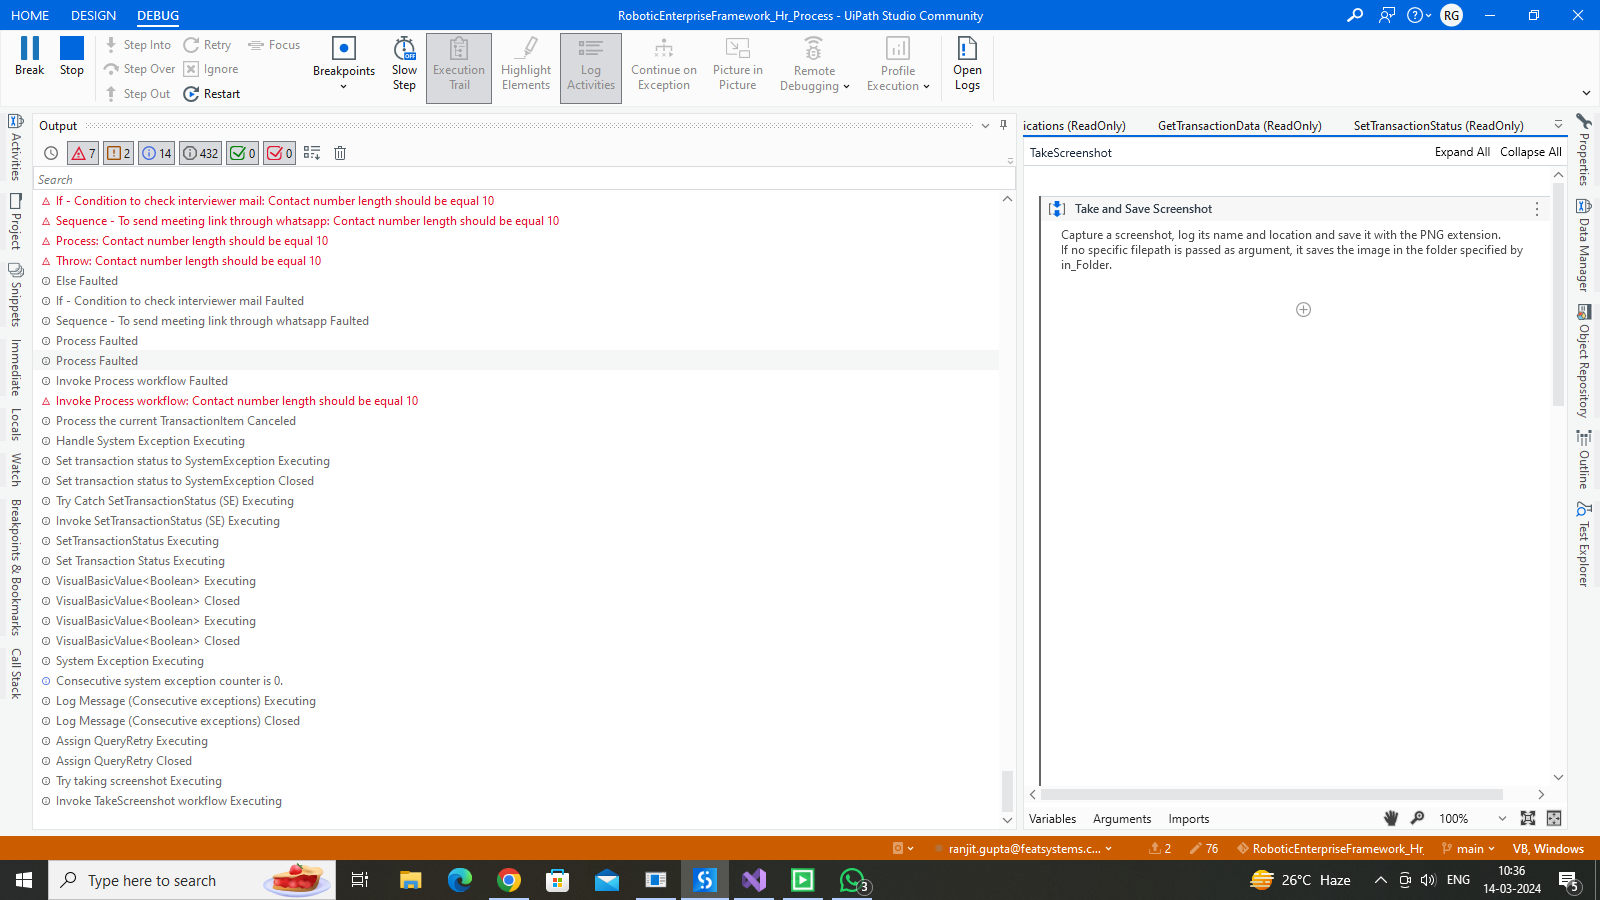 HOME DESIGN DEBUG
RoboticEnterpriseFramework_Hr_Process - UiPath Studio Community
RG
Break
Stop
Step Into
Step Over
Step Out
Retry
Ignore
Restart
Focus
Breakpoints
Slow Step
OFF
Execution Trail
Highlight Elements
Log Activities
Continue on Exception
Picture in Picture
Remote Debugging
Profile Execution
Open Logs
Activities
Project
Snippets
Immediate
Locals
Watch
Breakpoints & Bookmarks
Call Stack
Output
7 2 14 432 0 0
Search
If - Condition to check interviewer mail: Contact number length should be equal 10
Sequence - To send meeting link through whatsapp: Contact number length should be equal 10
Process: Contact number length should be equal 10
Throw: Contact number length should be equal 10
Else Faulted
If - Condition to check interviewer mail Faulted
Sequence - To send meeting link through whatsapp Faulted
Process Faulted
Process Faulted
Invoke Process workflow Faulted
Invoke Process workflow: Contact number length should be equal 10
Process the current TransactionItem Canceled
Handle System Exception Executing
Set transaction status to SystemException Executing
Set transaction status to SystemException Closed
Try Catch SetTransactionStatus (SE) Executing
Invoke SetTransactionStatus (SE) Executing
SetTransactionStatus Executing
Set Transaction Status Executing
VisualBasicValue<Boolean> Executing
VisualBasicValue<Boolean> Closed
VisualBasicValue<Boolean> Executing
VisualBasicValue<Boolean> Closed
System Exception Executing
Consecutive system exception counter is 0.
Log Message (Consecutive exceptions) Executing
Log Message (Consecutive exceptions) Closed
Assign QueryRetry Executing
Assign QueryRetry Closed
Try taking screenshot Executing
Invoke TakeScreenshot workflow Executing
ications (ReadOnly) GetTransactionData (ReadOnly) SetTransactionStatus (ReadOnly)
TakeScreenshot Expand All Collapse All
Take and Save Screenshot
Capture a screenshot, log its name and location and save it with the PNG extension.
If no specific filepath is passed as argument, it saves the image in the folder specified by
in_Folder.
Variables Arguments Imports 100%
Properties
Data Manager
Object Repository
Outline
Test Explorer
ranjit.gupta@featsystems.c... 2 76 RoboticEnterpriseFramework_Hr_ main VB, Windows
Type here to search
3
26°C Haze
ENG
10:36
14-03-2024
5